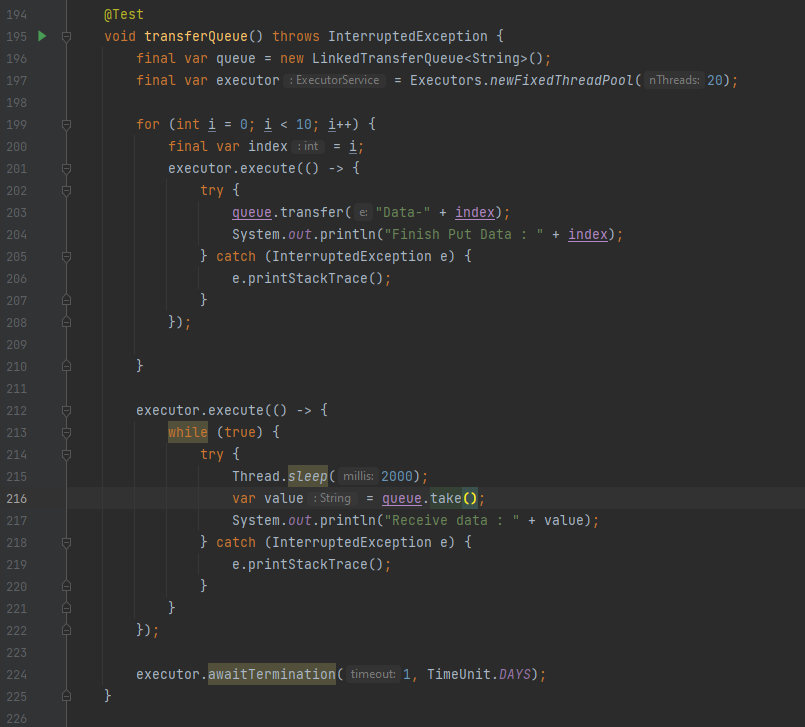 194 @Test
195 void transferQueue() throws InterruptedException {
196 final var queue = new LinkedTransferQueue<String>();
197 final var executor : ExecutorService = Executors.newFixedThreadPool( nThreads: 20);
198
199 for (int i = 0; i < 10; i++) {
200 final var index : int = i;
201 executor.execute(() -> {
202 try {
203 queue.transfer( e: "Data-" + index);
204 System.out.println("Finish Put Data : " + index);
205 } catch (InterruptedException e) {
206 e.printStackTrace();
207 }
208 });
209
210 }
211
212 executor.execute(() -> {
213 while (true) {
214 try {
215 Thread.sleep( millis: 2000);
216 var value : String = queue.take();
217 System.out.println("Receive data : " + value);
218 } catch (InterruptedException e) {
219 e.printStackTrace();
220 }
221 }
222 });
223
224 executor.awaitTermination( timeout: 1, TimeUnit.DAYS);
225 }
226